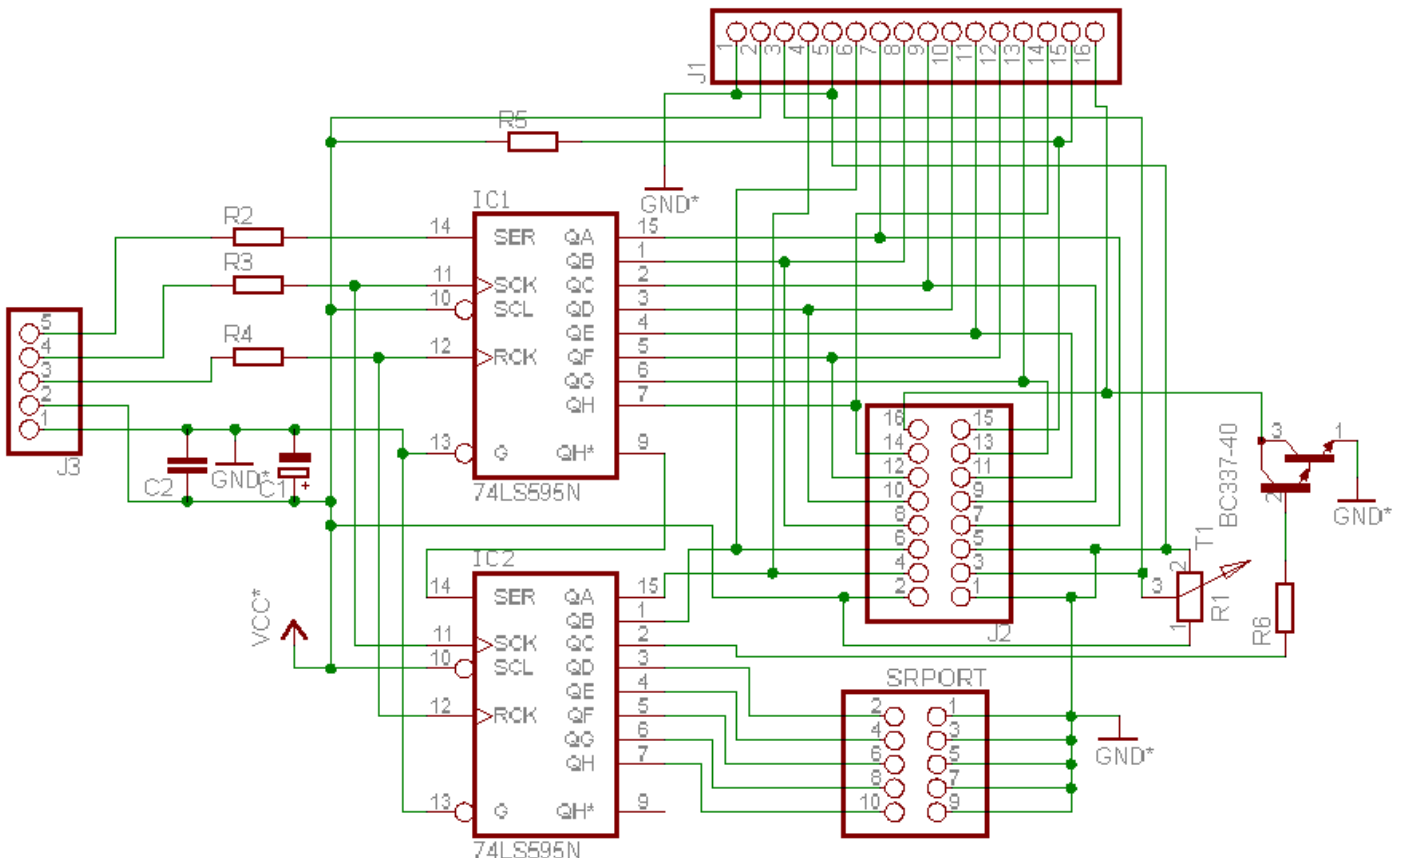 J1
1 2 3 4 5 6 7 8 9 10 11 12 13 14 15 16
R5
GND*
IC1
R2
14 SER QA 15
QB 1
R3
11 SCK QC 2
10 SCL QD 3
QE 4
R4
12 RCK QF 5
QG 6
QH 7
13 G QH* 9
74LS595N
5
4
3
2
1
J3
C2
GND*
C1
+
16 15
14 13
12 11
10 9
8 7
6 5
4 3
2 1
J2
3 1
2
BC337-40
T1
GND*
2
3
1
R1
R6
IC2
14 SER QA 15
QB 1
11 SCK QC 2
10 SCL QD 3
QE 4
12 RCK QF 5
QG 6
QH 7
13 G QH* 9
74LS595N
VCC*
SRPORT
2 1
4 3
6 5
8 7
10 9
GND*